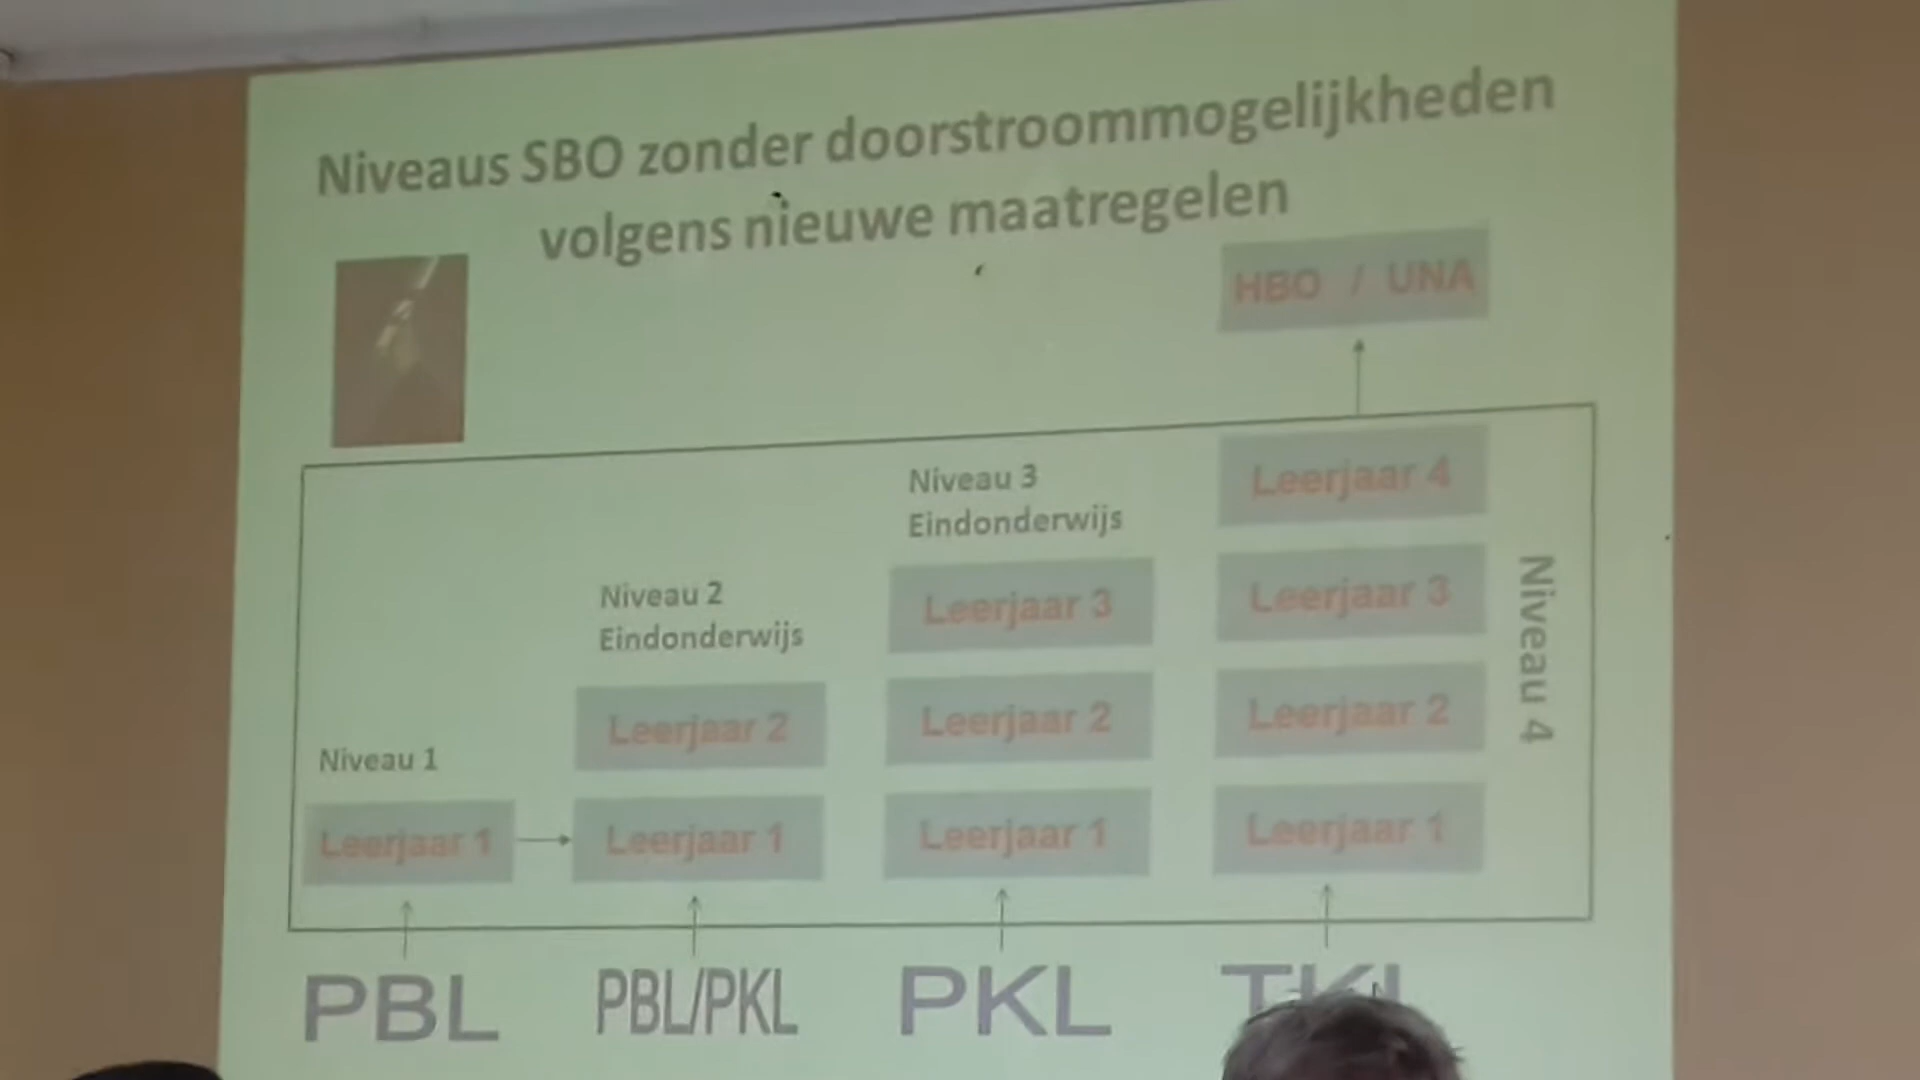 Niveaus SBO zonder doorstroommogelijkheden
volgens nieuwe maatregelen
HBO / UNA
Leerjaar 4
Niveau 3
Eindonderwijs
Leerjaar 3
Leerjaar 3
Niveau 4
Niveau 2
Eindonderwijs
Leerjaar 2
Leerjaar 2
Leerjaar 2
Niveau 1
Leerjaar 1
Leerjaar 1
Leerjaar 1
Leerjaar 1
PBL
PBL/PKL
PKL
TKL